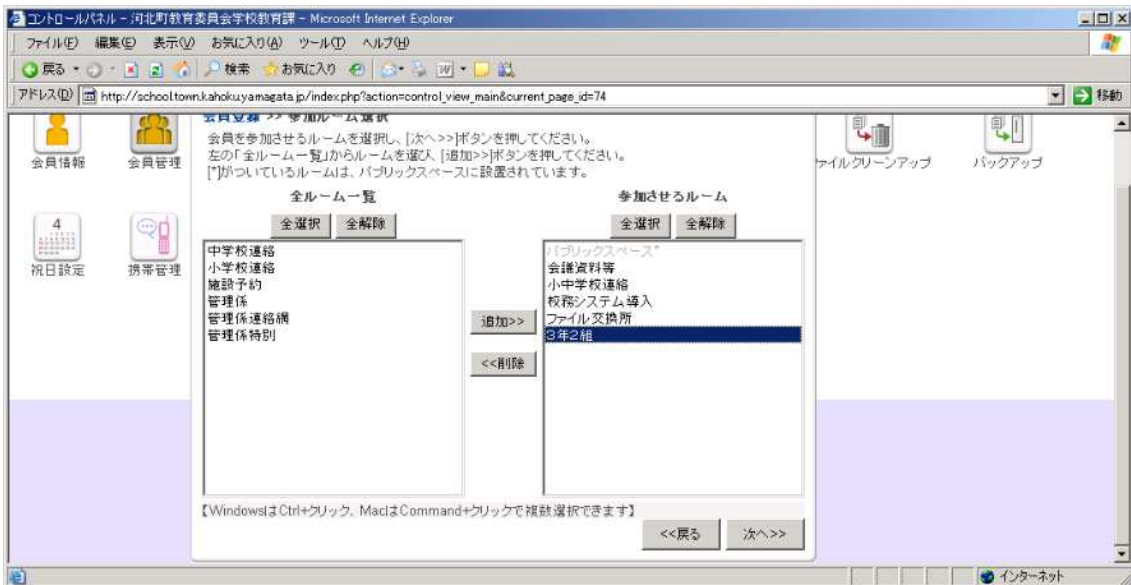 コントロールパネル - 河北町教育委員会学校教育課 - Microsoft Internet Explorer
ファイル(F) 編集(E) 表示(V) お気に入り(A) ツール(T) ヘルプ(H)
戻る 検索 お気に入り
アドレス(D) http://school.town.kahoku.yamagata.jp/index.php?action=control_view_main&current_page_id=74 移動
会員登録 >> 参加ルーム選択
会員を参加させるルームを選択し、[次へ>>]ボタンを押してください。
左の「全ルーム一覧」からルームを選び、[追加>>]ボタンを押してください。
[*]がついているルームは、パブリックスペースに設置されています。
会員情報 会員管理
ファイルクリーンアップ バックアップ
4
祝日設定 携帯管理
全ルーム一覧
全選択 全解除
中学校連絡
小学校連絡
施設予約
管理係
管理係連絡網
管理係特別
追加>>
<<削除
参加させるルーム
全選択 全解除
パブリックスペース*
会議資料等
小中学校連絡
校務システム導入
ファイル交換所
3年2組
【WindowsはCtrl+クリック、MacはCommand+クリックで複数選択できます】
<<戻る 次へ>>
インターネット